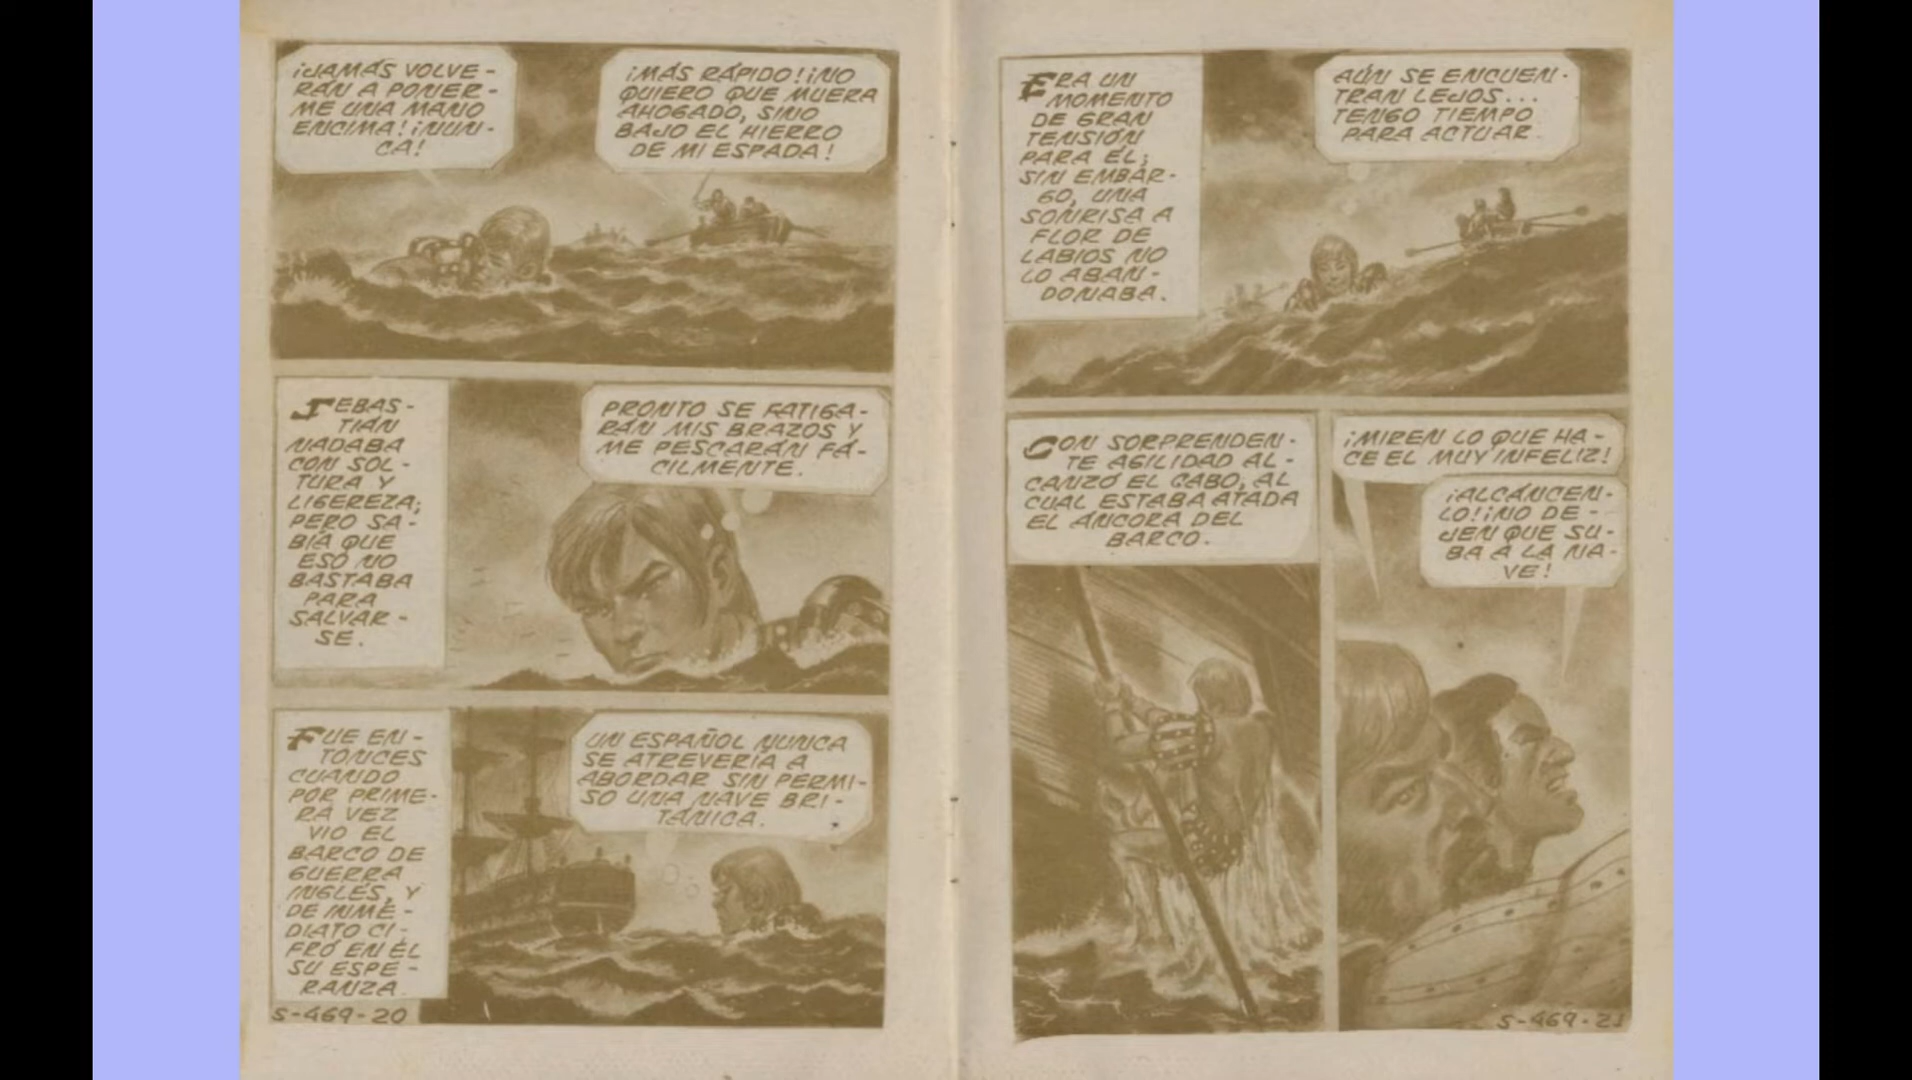 ¡JAMÁS VOLVE-
RÁN A PONER-
ME UNA MANO
ENCIMA! ¡NUN-
CA!
¡MÁS RÁPIDO! ¡NO
QUIERO QUE MUERA
AHOGADO, SINO
BAJO EL HIERRO
DE MI ESPADA!
SEBAS-
TIÁN
NADABA
CON SOL-
TURA Y
LIGEREZA;
PERO SA-
BÍA QUE
ESO NO
BASTABA
PARA
SALVAR-
SE.
PRONTO SE FATIGA-
RÁN MIS BRAZOS Y
ME PESCARÁN FÁ-
CILMENTE.
FUE EN-
TONCES
CUANDO
POR PRIME-
RA VEZ
VIO EL
BARCO DE
GUERRA
INGLÉS, Y
DE INME-
DIATO CI-
FRÓ EN ÉL
SU ESPE-
RANZA.
UN ESPAÑOL NUNCA
SE ATREVERÍA A
ABORDAR SIN PERMI-
SO UNA NAVE BRI-
TÁNICA.
S-469-20
ERA UN
MOMENTO
DE GRAN
TENSIÓN
PARA ÉL;
SIN EMBAR-
GO, UNA
SONRISA A
FLOR DE
LABIOS NO
LO ABAN-
DONABA.
AÚN SE ENCUEN-
TRAN LEJOS...
TENGO TIEMPO
PARA ACTUAR.
CON SORPRENDEN-
TE AGILIDAD AL-
CANZÓ EL CABO, AL
CUAL ESTABA ATADA
EL ÁNCORA DEL
BARCO.
¡MIREN LO QUE HA-
CE EL MUY INFELIZ!
¡ALCÁNCEN-
LO! ¡NO DE-
JEN QUE SU-
BA A LA NA-
VE!
S-469-21